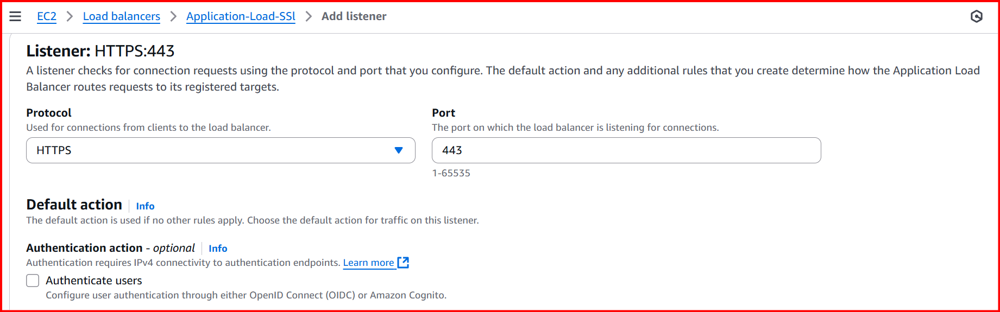 EC2 > Load balancers > Application-Load-SSl > Add listener
Listener: HTTPS:443
A listener checks for connection requests using the protocol and port that you configure. The default action and any additional rules that you create determine how the Application Load
Balancer routes requests to its registered targets.
Protocol
Used for connections from clients to the load balancer.
HTTPS
Port
The port on which the load balancer is listening for connections.
443
1-65535
Default action Info
The default action is used if no other rules apply. Choose the default action for traffic on this listener.
Authentication action - optional Info
Authentication requires IPv4 connectivity to authentication endpoints. Learn more
Authenticate users
Configure user authentication through either OpenID Connect (OIDC) or Amazon Cognito.